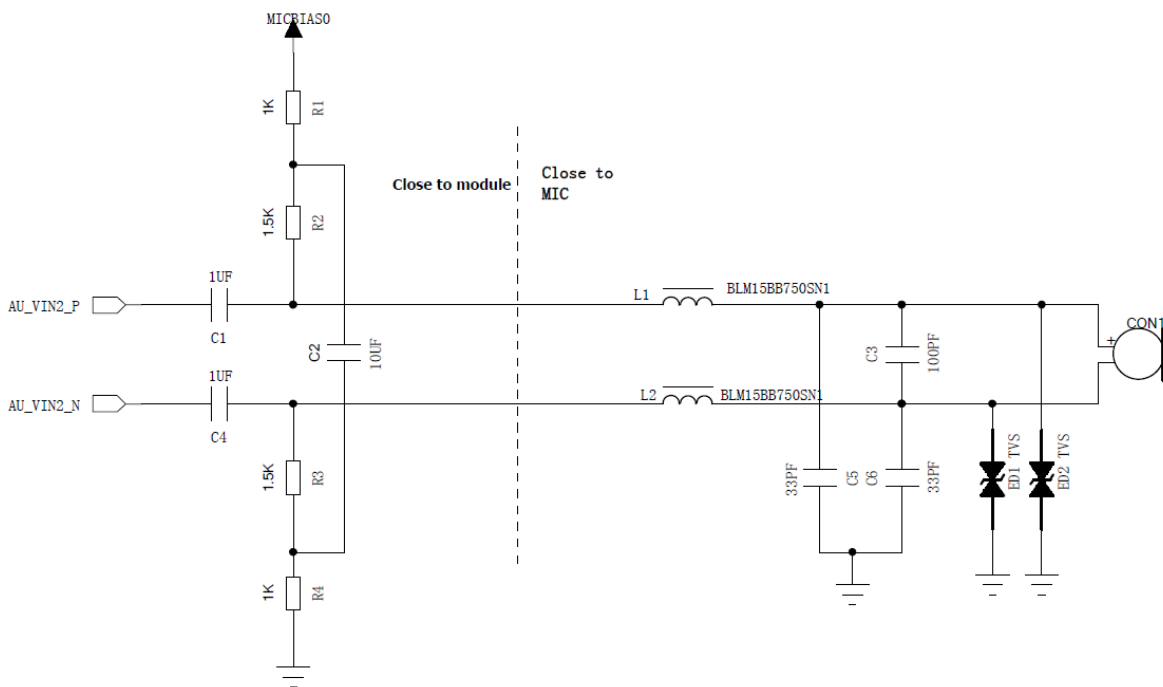 MICBIAS0
1K
R1
Close to module
Close to
MIC
1.5K
R2
1UF
AU_VIN2_P
C1
L1
BLM15BB750SN1
CON1
+
C2
10UF
C3
100PF
1UF
AU_VIN2_N
C4
L2
BLM15BB750SN1
1.5K
R3
33PF
C5
C6
33PF
ED1 TVS
ED2 TVS
1K
R4